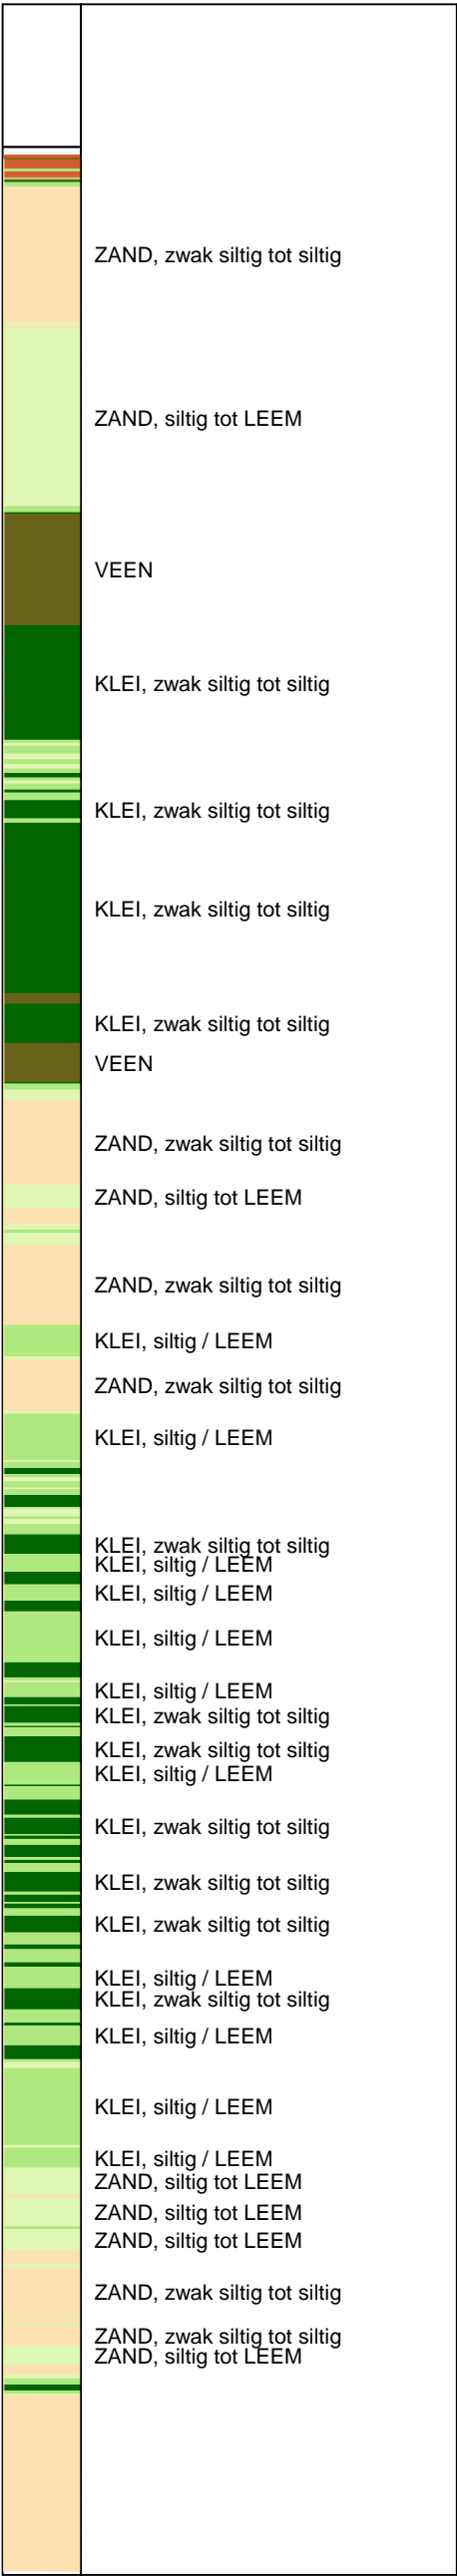 ZAND, zwak siltig tot siltig
ZAND, siltig tot LEEM
VEEN
KLEI, zwak siltig tot siltig
KLEI, zwak siltig tot siltig
KLEI, zwak siltig tot siltig
KLEI, zwak siltig tot siltig
VEEN
ZAND, zwak siltig tot siltig
ZAND, siltig tot LEEM
ZAND, zwak siltig tot siltig
KLEI, siltig / LEEM
ZAND, zwak siltig tot siltig
KLEI, siltig / LEEM
KLEI, zwak siltig tot siltig
KLEI, siltig / LEEM
KLEI, siltig / LEEM
KLEI, siltig / LEEM
KLEI, siltig / LEEM
KLEI, zwak siltig tot siltig
KLEI, zwak siltig tot siltig
KLEI, siltig / LEEM
KLEI, zwak siltig tot siltig
KLEI, zwak siltig tot siltig
KLEI, zwak siltig tot siltig
KLEI, siltig / LEEM
KLEI, zwak siltig tot siltig
KLEI, siltig / LEEM
KLEI, siltig / LEEM
KLEI, siltig / LEEM
ZAND, siltig tot LEEM
ZAND, siltig tot LEEM
ZAND, siltig tot LEEM
ZAND, zwak siltig tot siltig
ZAND, zwak siltig tot siltig
ZAND, siltig tot LEEM